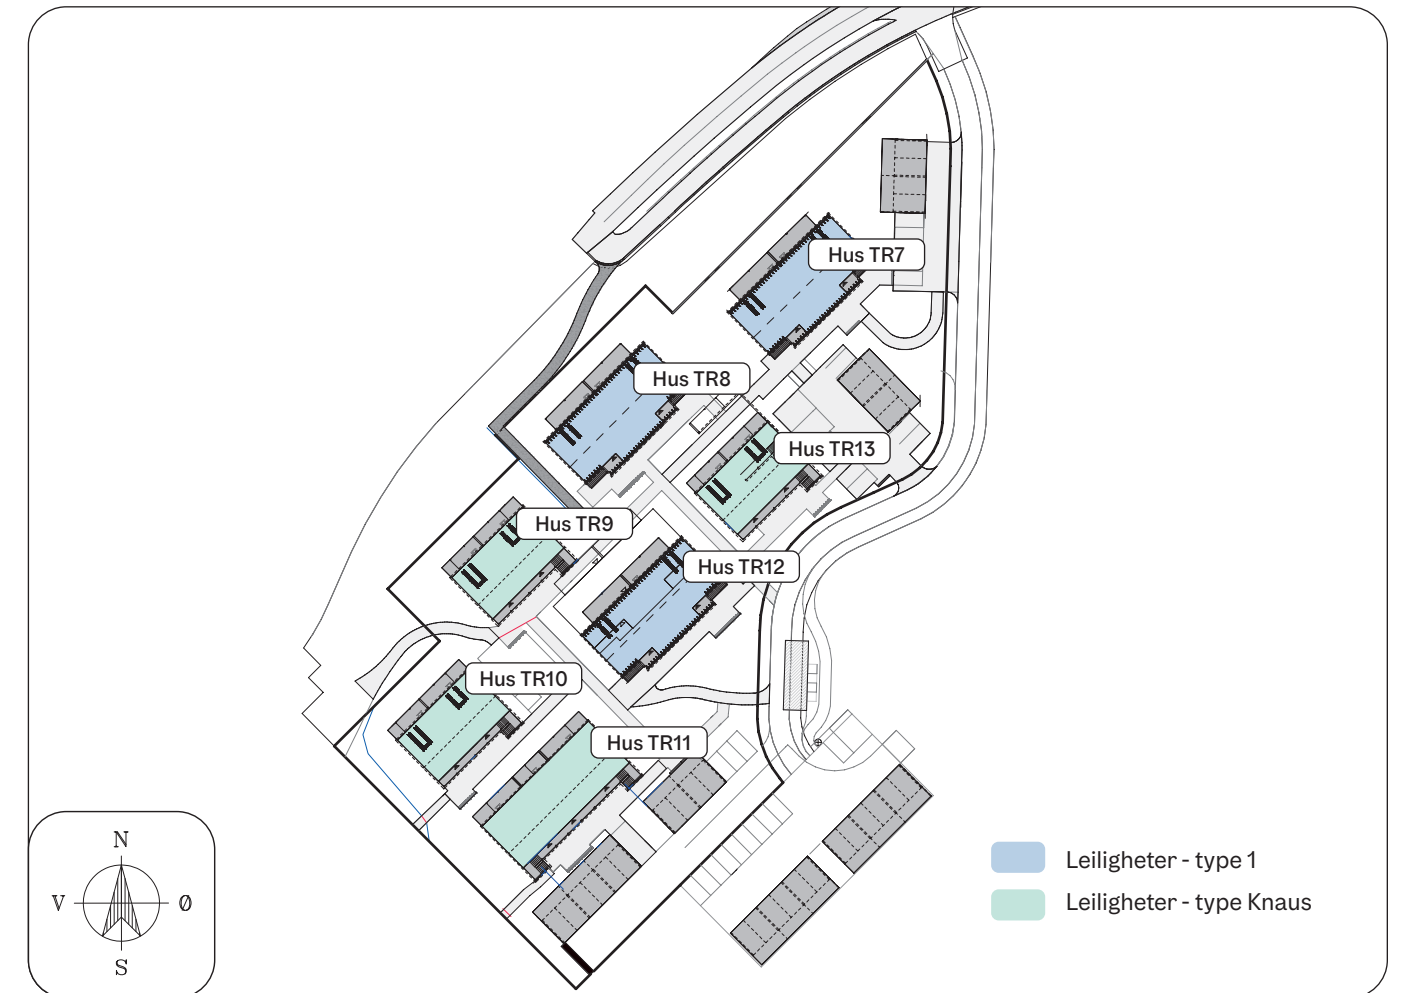 Hus TR7
Hus TR8
Hus TR13
Hus TR9
Hus TR12
Hus TR10
Hus TR11
N
V
Ø
S
Leiligheter - type 1
Leiligheter - type Knaus